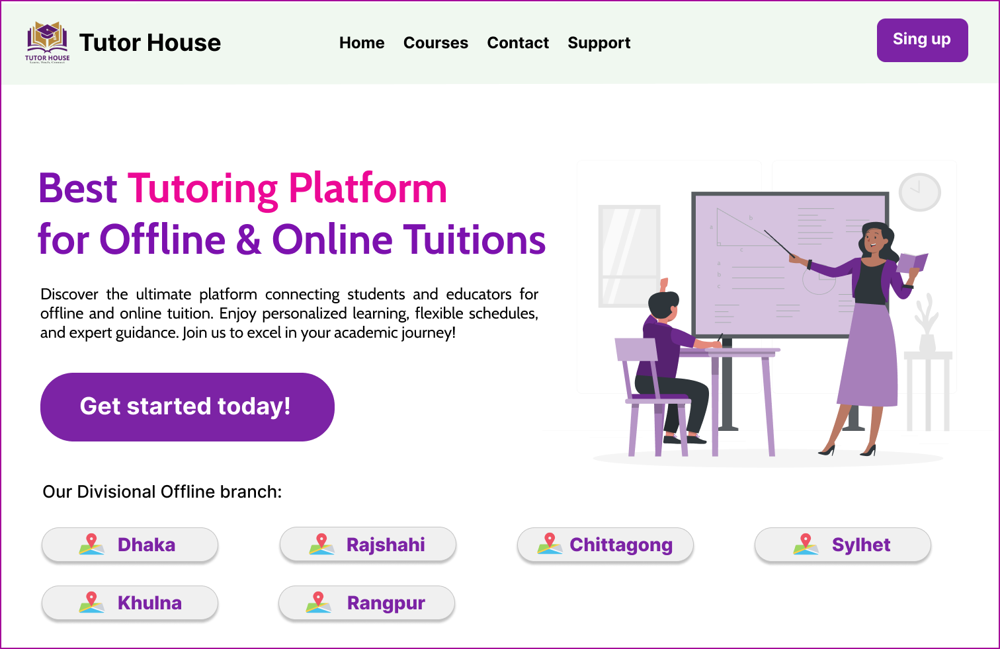 TUTOR HOUSE
Learn, Teach, Connect
Tutor House
Home Courses Contact Support
Sing up
Best Tutoring Platform
for Offline & Online Tuitions
Discover the ultimate platform connecting students and educators for
offline and online tuition. Enjoy personalized learning, flexible schedules,
and expert guidance. Join us to excel in your academic journey!
Get started today!
a
b
c
a
b
c
Our Divisional Offline branch:
Dhaka Rajshahi Chittagong Sylhet
Khulna Rangpur